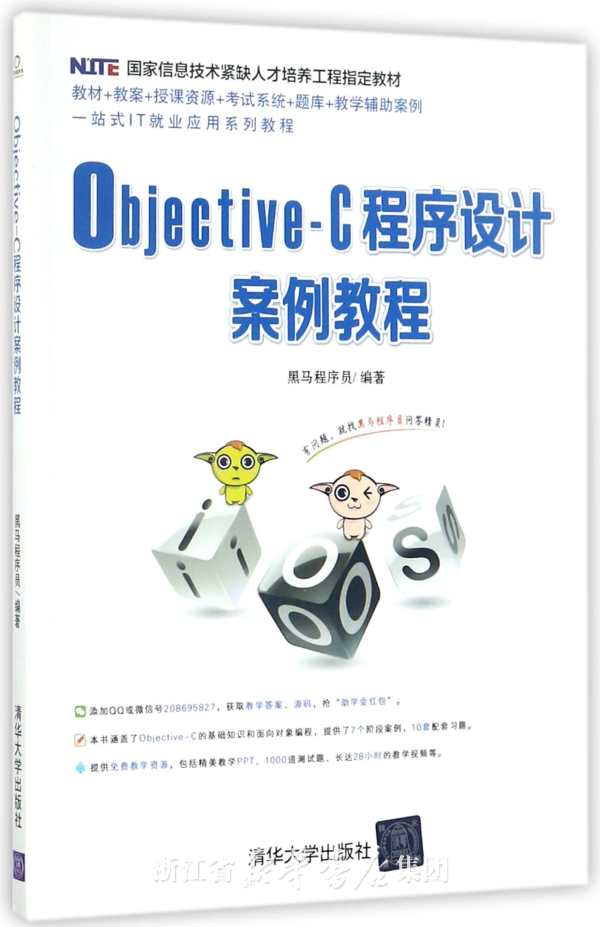 NITE 国家信息技术紧缺人才培养工程指定教材
教材+教案+授课资源+考试系统+题库+教学辅助案例
一站式IT就业应用系列教程
Objective-C程序设计
案例教程
黑马程序员/编著
有问题，就找黑马程序员问答精灵！
i i
O O
S S
添加QQ或微信号208695827，获取教学答案、源码，抢“助学金红包”。
本书涵盖了Objective-C的基础知识和面向对象编程，提供了7个阶段案例，10套配套习题。
提供免费教学资源，包括精美教学PPT、1000道测试题、长达28小时的教学视频等。
清华大学出版社
浙江省新华书店集团
Objective-C程序设计案例教程
黑马程序员/编著
清华大学出版社